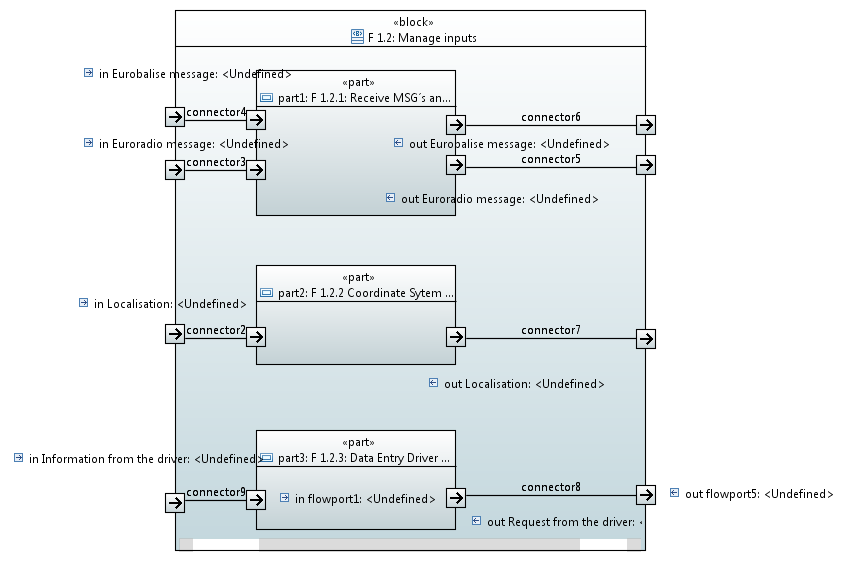 «block»
F 1.2: Manage inputs
in Eurobalise message: <Undefined>
«part»
part1: F 1.2.1: Receive MSG´s an...
connector4
connector6
in Euroradio message: <Undefined>
out Eurobalise message: <Undefined>
connector3
connector5
out Euroradio message: <Undefined>
«part»
part2: F 1.2.2 Coordinate Sytem ...
in Localisation: <Undefined>
connector2
connector7
out Localisation: <Undefined>
«part»
in Information from the driver: <Undefined>
part3: F 1.2.3: Data Entry Driver ...
connector9
connector8
in flowport1: <Undefined>
out flowport5: <Undefined>
out Request from the driver: <